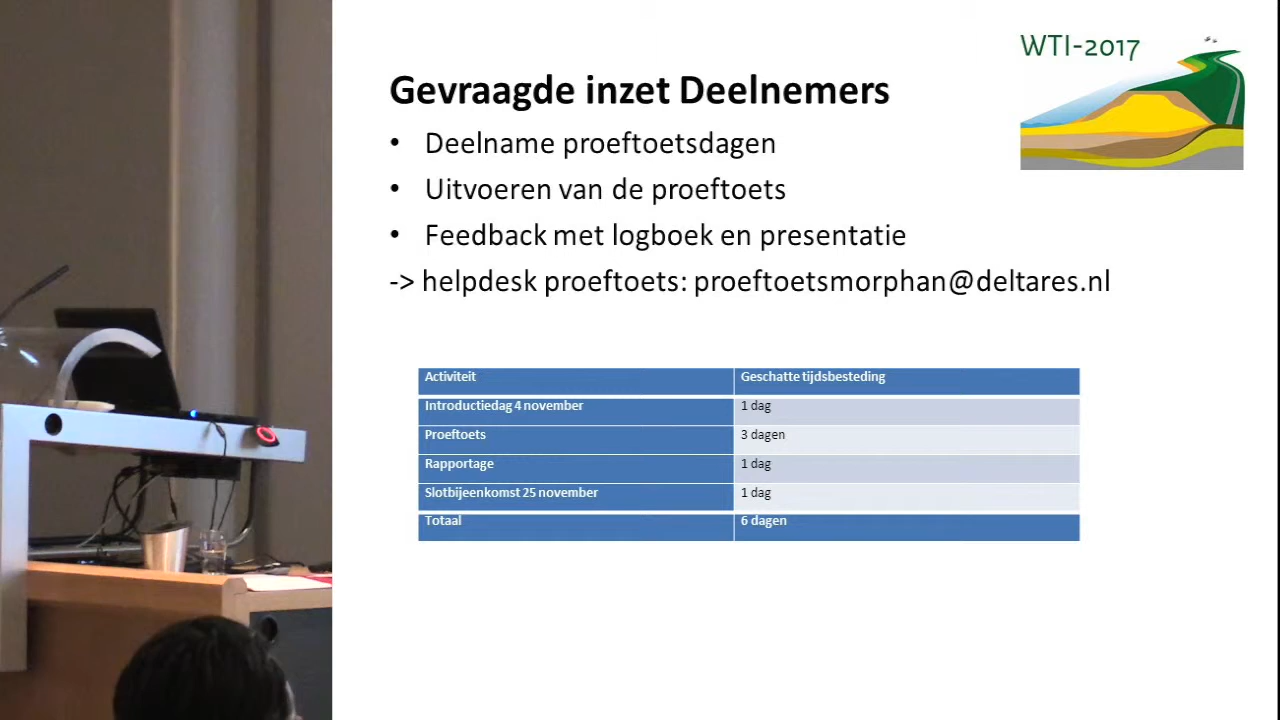 WTI-2017
Gevraagde inzet Deelnemers
• Deelname proeftoetsdagen
• Uitvoeren van de proeftoets
• Feedback met logboek en presentatie
-> helpdesk proeftoets: proeftoetsmorphan@deltares.nl
Activiteit Geschatte tijdsbesteding
Introductiedag 4 november 1 dag
Proeftoets 3 dagen
Rapportage 1 dag
Slotbijeenkomst 25 november 1 dag
Totaal 6 dagen